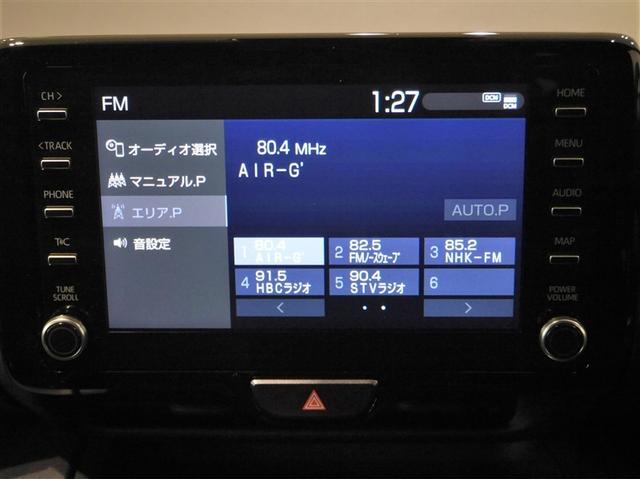 CH >
< TRACK
PHONE
T&C
TUNE
SCROLL
FM
1:27
DCM
DCM
オーディオ選択
マニュアル.P
エリア.P
音設定
80.4 MHz
AIR-G'
AUTO.P
1 80.4 AIR-G'
2 82.5 FMノースウェーブ
3 85.2 NHK-FM
4 91.5 HBCラジオ
5 90.4 STVラジオ
6
<
>
HOME
MENU
AUDIO
MAP
POWER
VOLUME